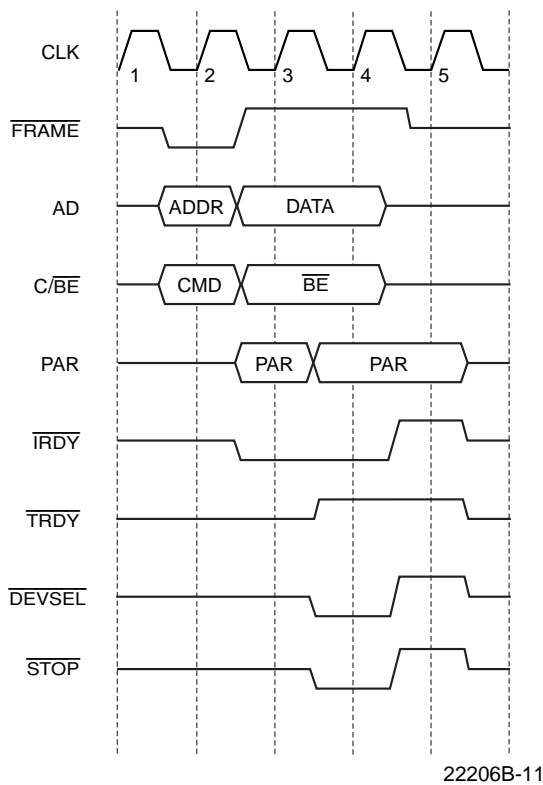 CLK
1 2 3 4 5
FRAME
AD ADDR DATA
C/BE CMD BE
PAR PAR PAR
IRDY
TRDY
DEVSEL
STOP
22206B-11